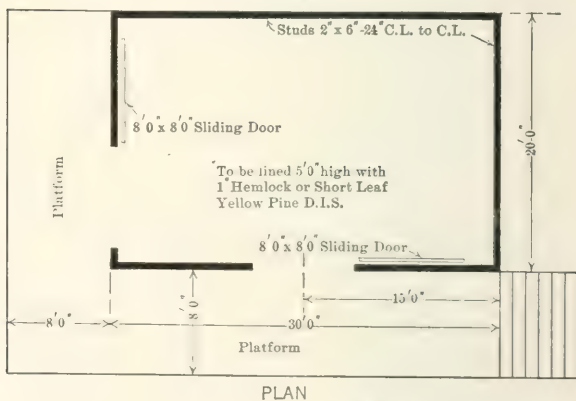 Studs 2"x 6"-24"C.L. to C.L.
8'0"x 8'0"Sliding Door
20'-0"
Platform
"To be lined 5'0"high with
1"Hemlock or Short Leaf
Yellow Pine D.I.S.
8'0"x 8'0"Sliding Door
15'0"
8'0"
8'0"
30'0"
Platform
PLAN